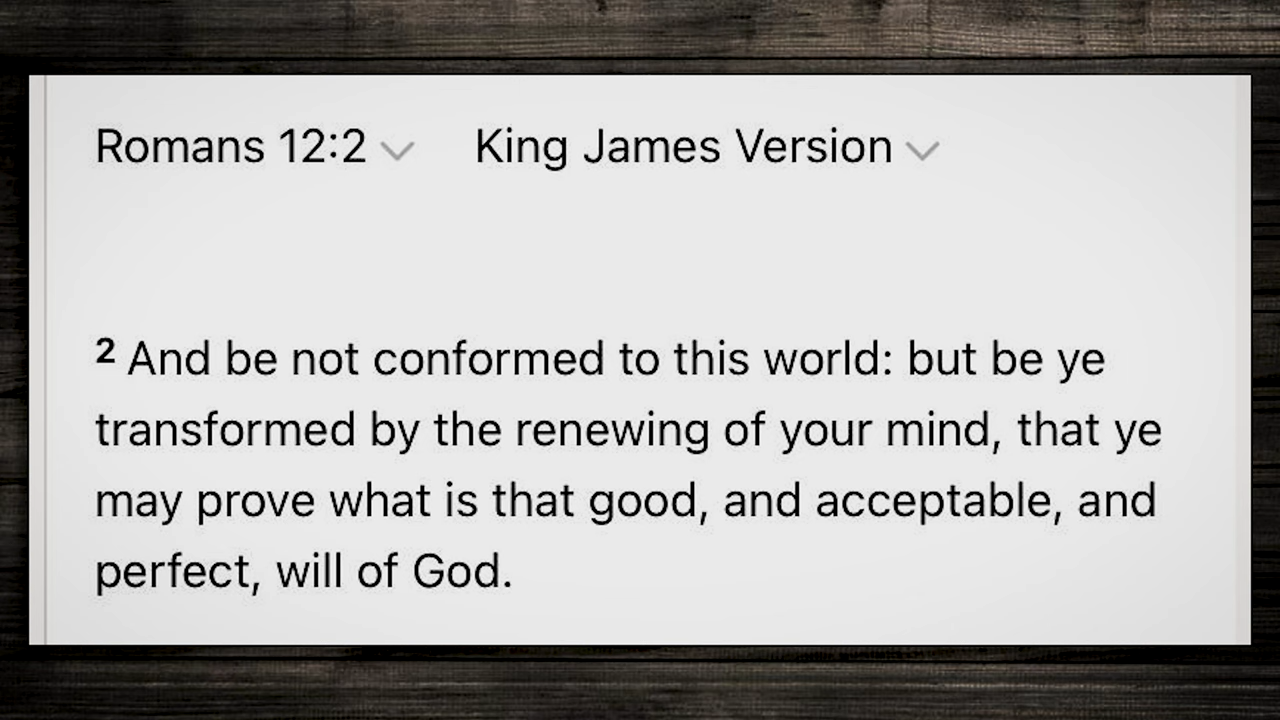 Romans 12:2 King James Version
2 And be not conformed to this world: but be ye
transformed by the renewing of your mind, that ye
may prove what is that good, and acceptable, and
perfect, will of God.